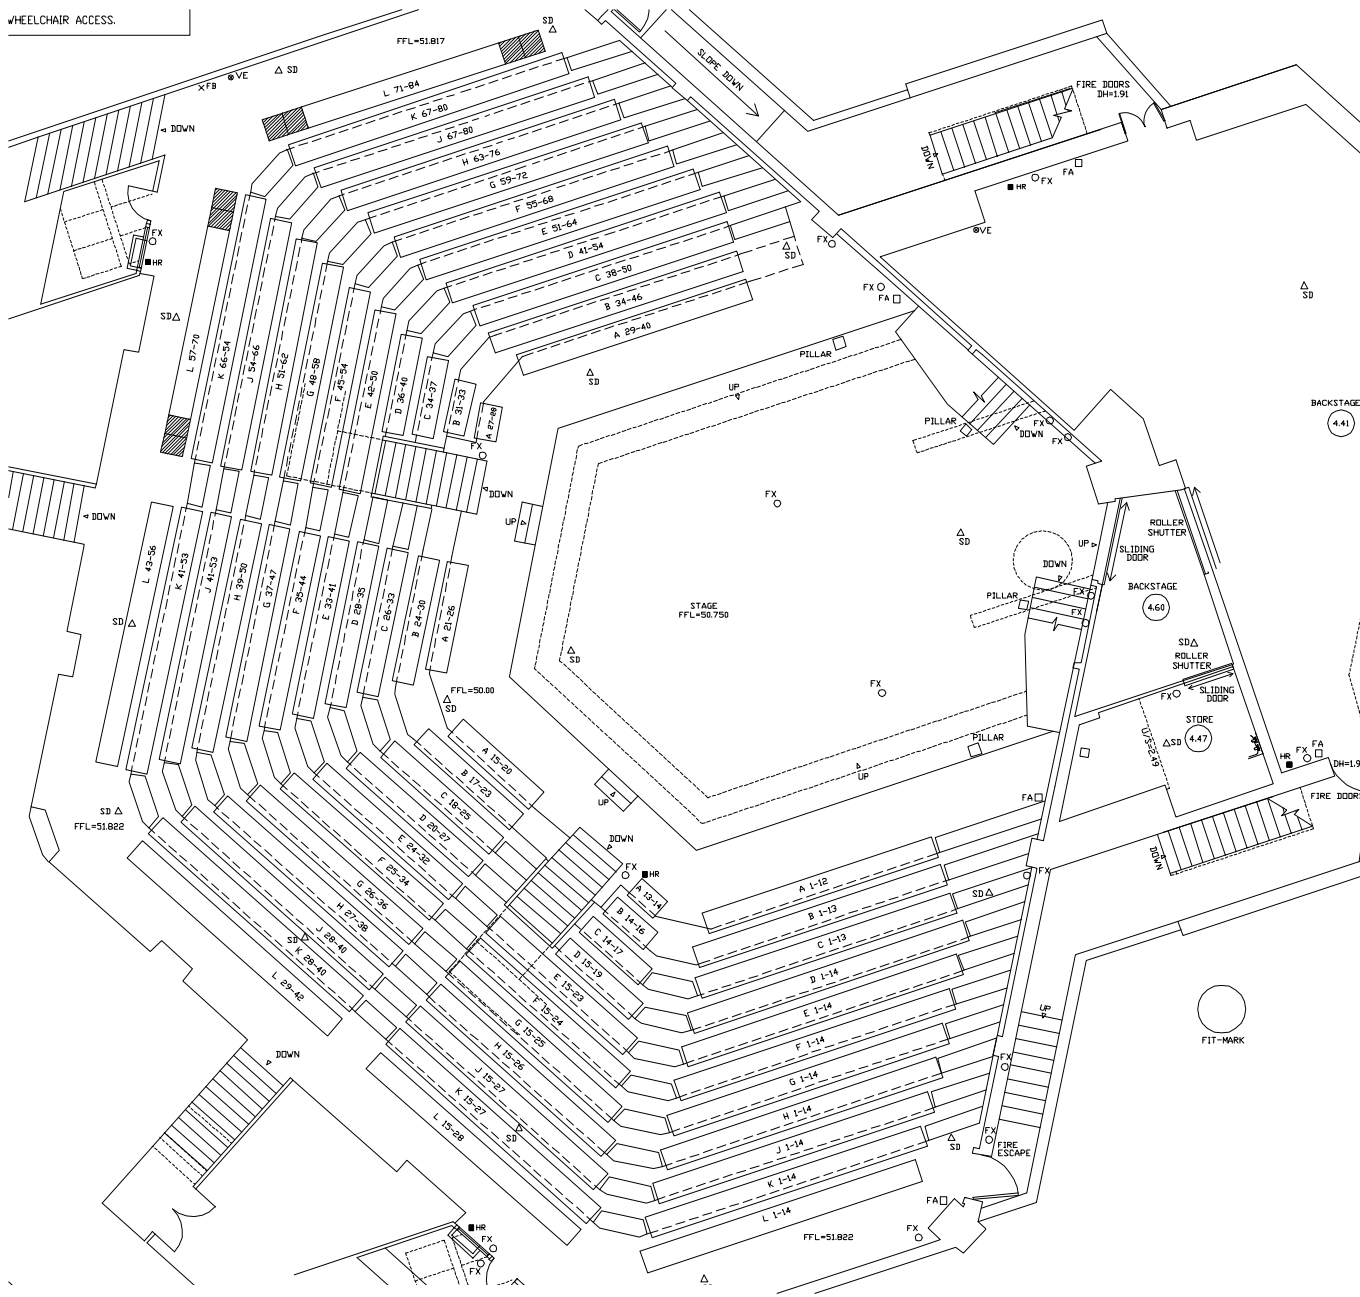 WHEELCHAIR ACCESS.
SD
FFL=51.817
SD
VE
FB
L 71-84
K 67-80
J 67-80
H 63-76
G 59-72
F 55-68
E 51-64
D 41-54
C 38-50
B 34-46
A 29-40
SLOPE DOWN
FIRE DOORS
DH=1.91
DOWN
FA
FX
HR
VE
DOWN
FX
HR
SD
FX
SD
FX
FA
SD
SD
PILLAR
UP
BACKSTAGE
4.41
PILLAR
FX
DOWN
FX
L 57-70
K 66-54
J 54-66
H 51-62
G 48-58
F 45-54
E 42-50
D 36-40
C 34-37
B 31-33
A 27-28
FX
DOWN
DOWN
UP
FX
SD
UP
ROLLER
SHUTTER
SLIDING
DOOR
DOWN
BACKSTAGE
4.60
FX
PILLAR
FX
STAGE
FFL=50.750
L 43-56
K 41-53
J 41-53
H 39-50
G 37-47
F 35-44
E 33-41
D 28-35
C 26-33
B 24-30
A 21-26
SD
SD
SD
ROLLER
SHUTTER
FX
SLIDING
DOOR
FFL=50.00
SD
FX
STORE
4.47
U/S=2.49
SD
PILLAR
UP
HR
FX
FA
DH=1.9
FIRE DOORS
UP
FA
SD
FFL=51.822
A 15-20
B 17-23
C 18-25
D 20-27
E 24-32
F 25-34
G 26-36
H 27-38
J 28-40
K 28-40
L 29-42
SD
DOWN
FX
HR
DOWN
FX
SD
A 13-14
B 14-16
C 14-17
D 15-19
E 15-23
F 15-24
G 15-25
H 15-26
J 15-27
K 15-27
L 15-28
SD
A 1-12
B 1-13
C 1-13
D 1-14
E 1-14
F 1-14
G 1-14
H 1-14
J 1-14
K 1-14
L 1-14
UP
FIT-MARK
FX
DOWN
FX
SD
FIRE
ESCAPE
FA
FX
FFL=51.822
HR
FX
FX